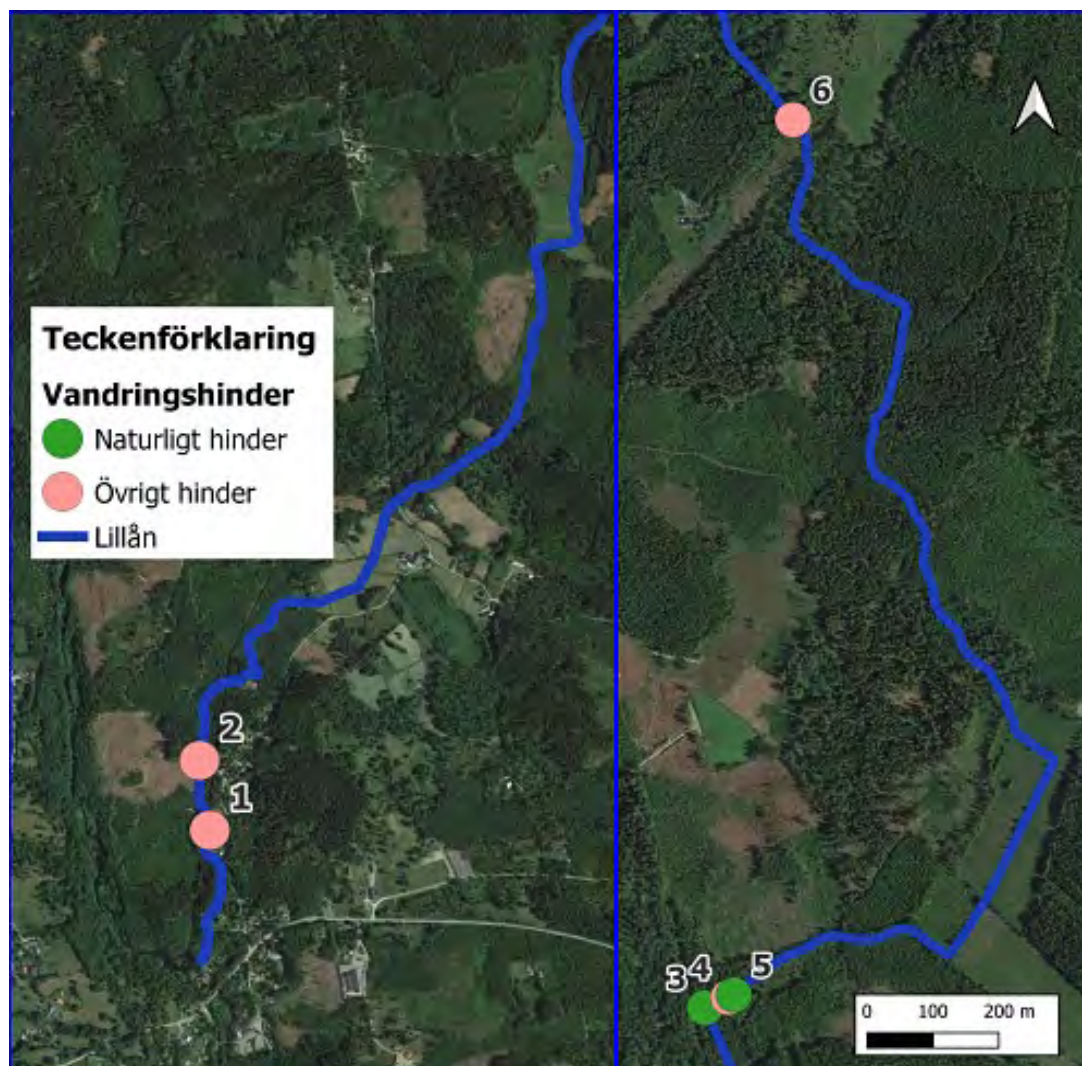 6
Teckenförklaring
Vandringshinder
Naturligt hinder
Övrigt hinder
Lillån
2
1
3 4 5
0 100 200 m